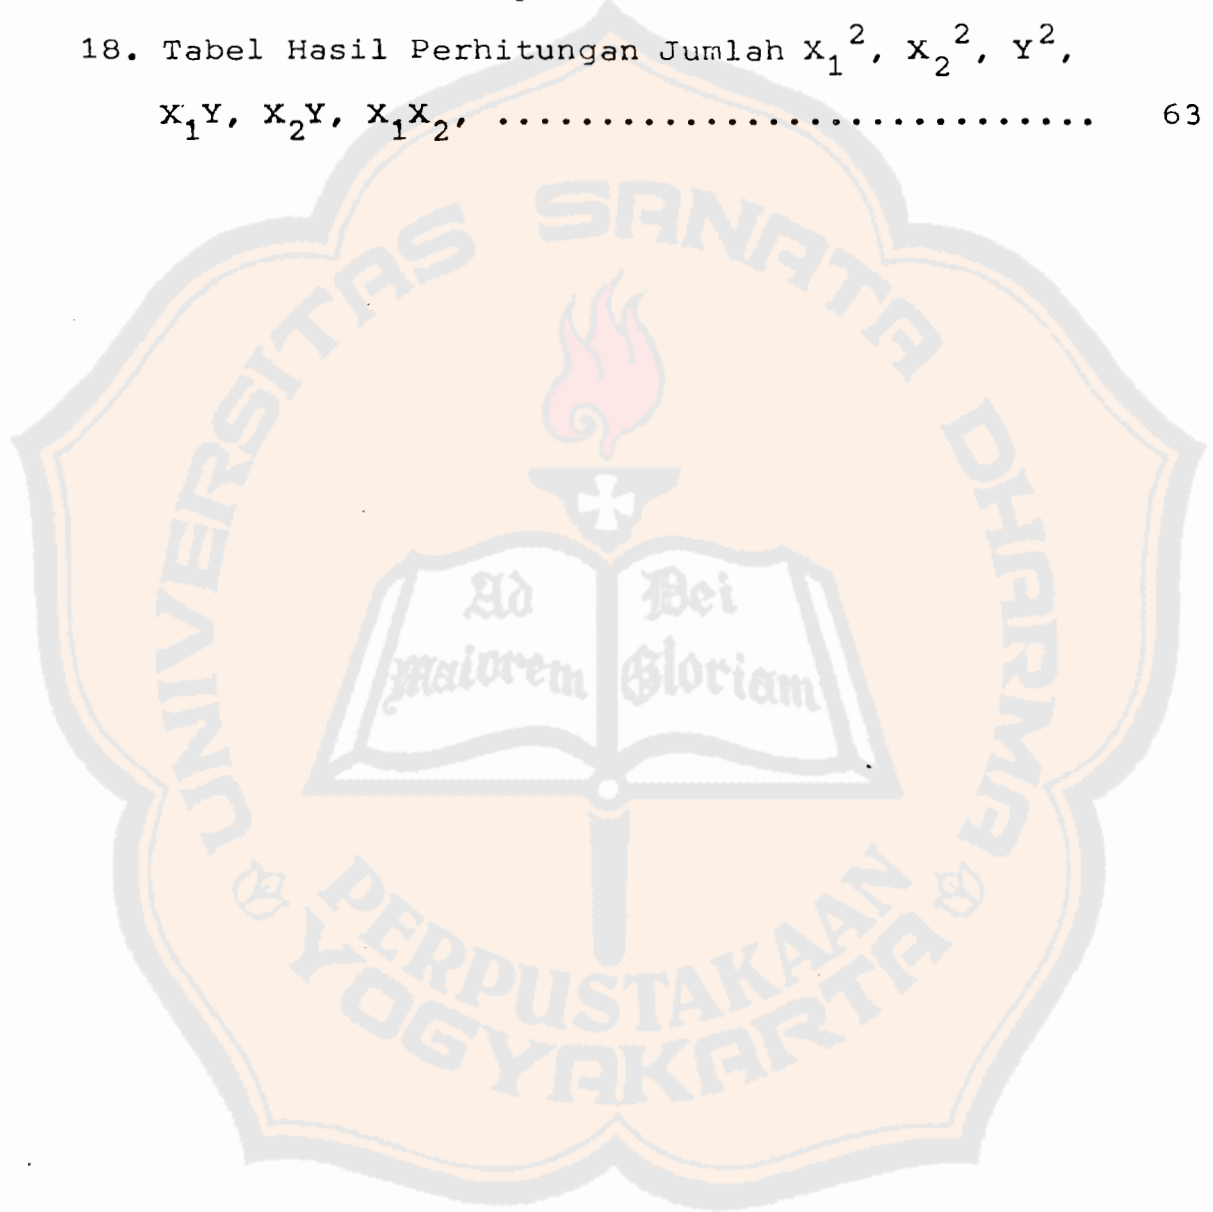 18. Tabel Hasil Perhitungan Jumlah X₁², X₂², Y²,
X₁Y, X₂Y, X₁X₂, ............................. 63
UNIVERSITAS SANATA DHARMA
Ad Dei
Maiorem Gloriam
PERPUSTAKAAN
YOGYAKARTA